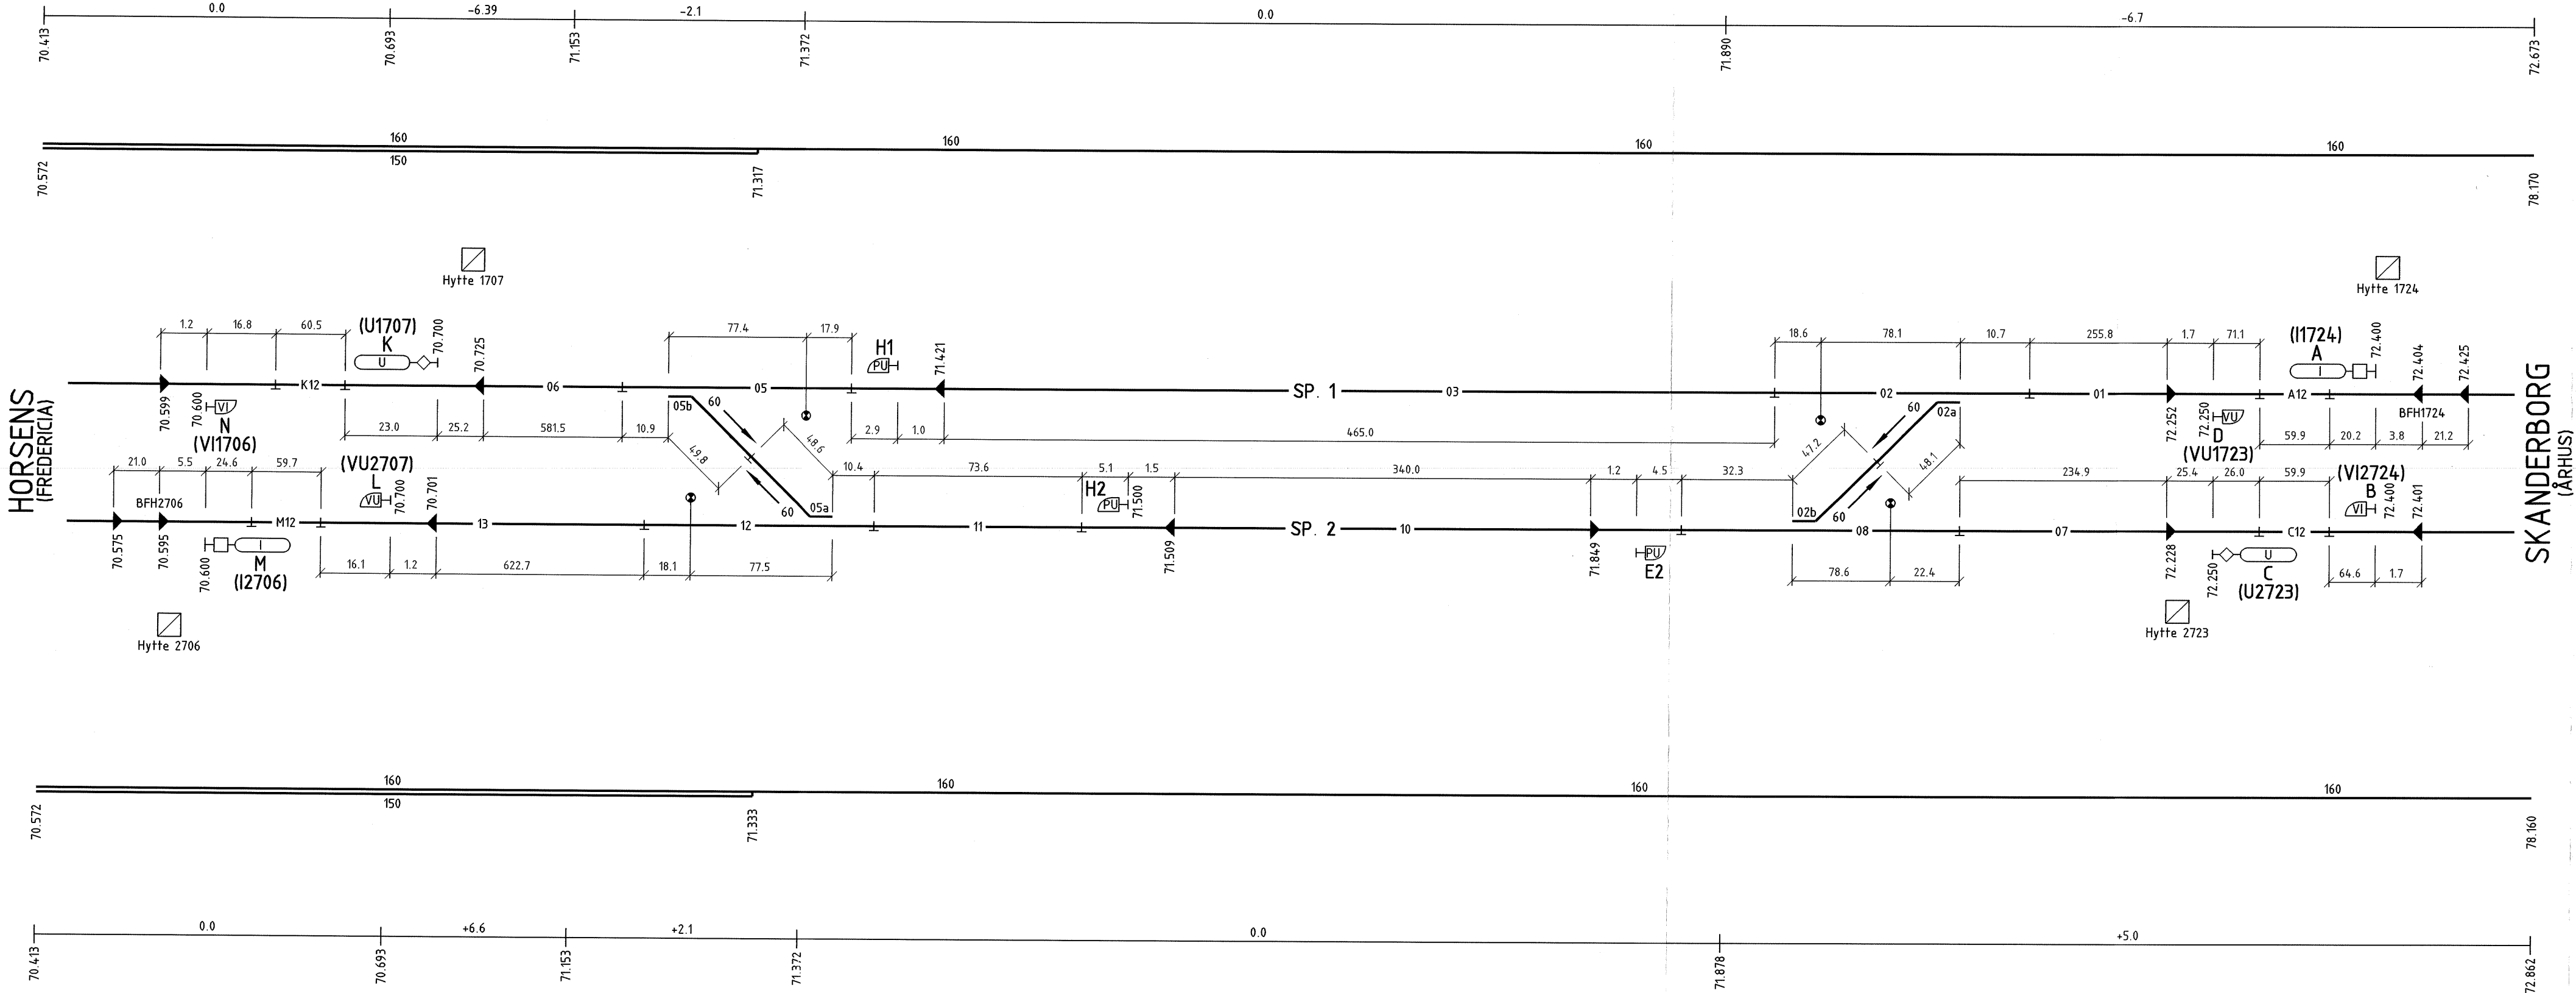 0.0 -6.39 -2.1 0.0 -6.7
70.413 70.693 71.153 71.372 71.890 72.673
160 160 160 160
150
70.572 71.317 78.170
Hytte 1707 Hytte 1724
HORSENS
(FREDERICIA)
SKANDERBORG
(ÅRHUS)
1.2 16.8 60.5
(U1707)
K
U
70.700
70.725
77.4 17.9
H1
PU
71.421
18.6 78.1 10.7 255.8 1.7 71.1
(I1724)
A
I
72.400
72.404
72.425
K12 06 05 SP. 1 03 02 01 A12
70.599
70.600
VI
N
(VI1706)
05b 60
02a 60
72.252
72.250
VU
D
(VU1723)
BFH1724
23.0 25.2 581.5 10.9 49.8 48.6 2.9 1.0 465.0 47.2 48.1 59.9 20.2 3.8 21.2
21.0 5.5 24.6 59.7
(VU2707)
L
VU
70.700
70.701
10.4 73.6 5.1 1.5 340.0 1.2 4.5 32.3 234.9 25.4 26.0 59.9
H2
PU
71.500
(VI2724)
B
VI
72.400
72.401
BFH2706
60 05a
02b 60
M12 13 12 11 SP. 2 10 08 07 C12
70.575
70.595
70.600
I
M
(I2706)
71.509
71.849
PU
E2
72.228
72.250
U
C
(U2723)
16.1 1.2 622.7 18.1 77.5 78.6 22.4 64.6 1.7
Hytte 2706 Hytte 2723
160 160 160 160
150
70.572 71.333 78.160
0.0 +6.6 +2.1 0.0 +5.0
70.413 70.693 71.153 71.372 71.878 72.862